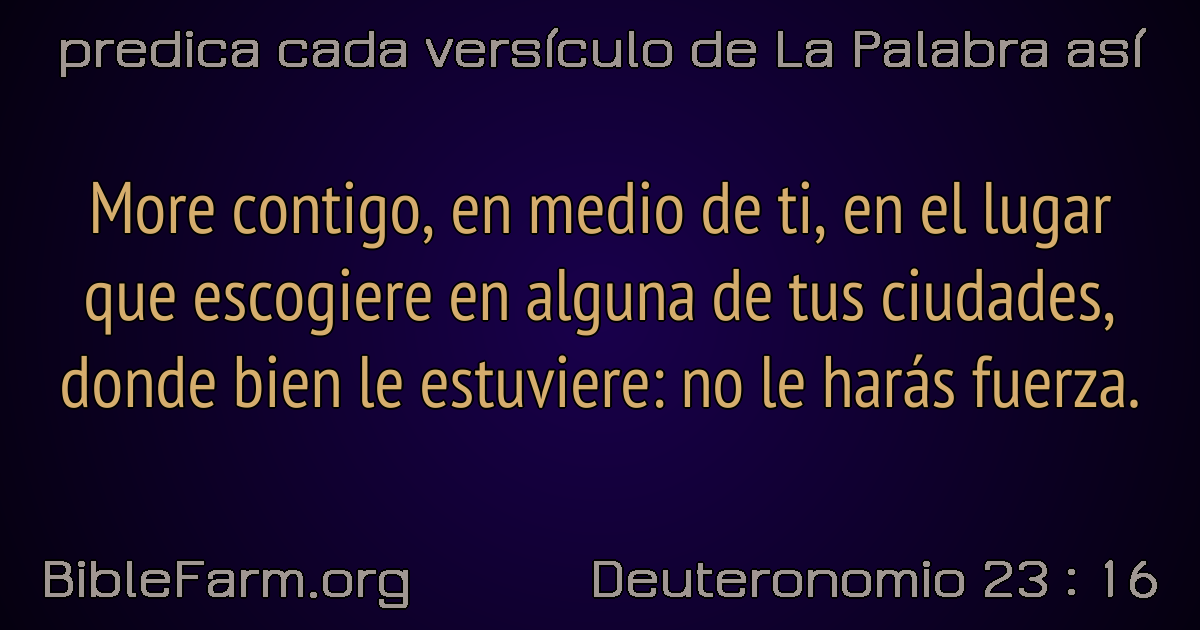 predica cada versículo de La Palabra así
More contigo, en medio de ti, en el lugar
que escogiere en alguna de tus ciudades,
donde bien le estuviere: no le harás fuerza.
BibleFarm.org
Deuteronomio 23 : 16